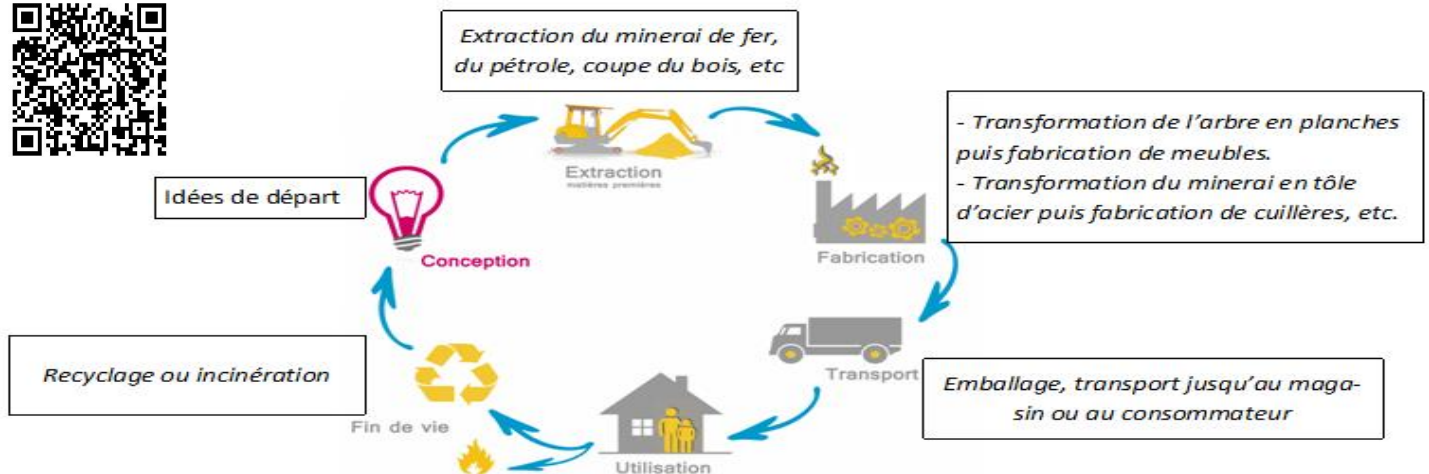 Extraction du minerai de fer,
du pétrole, coupe du bois, etc
Extraction
matières premières
- Transformation de l'arbre en planches
puis fabrication de meubles.
- Transformation du minerai en tôle
d'acier puis fabrication de cuillères, etc.
Idées de départ
Fabrication
Conception
Recyclage ou incinération
Transport
Emballage, transport jusqu'au maga-
sin ou au consommateur
Fin de vie
Utilisation